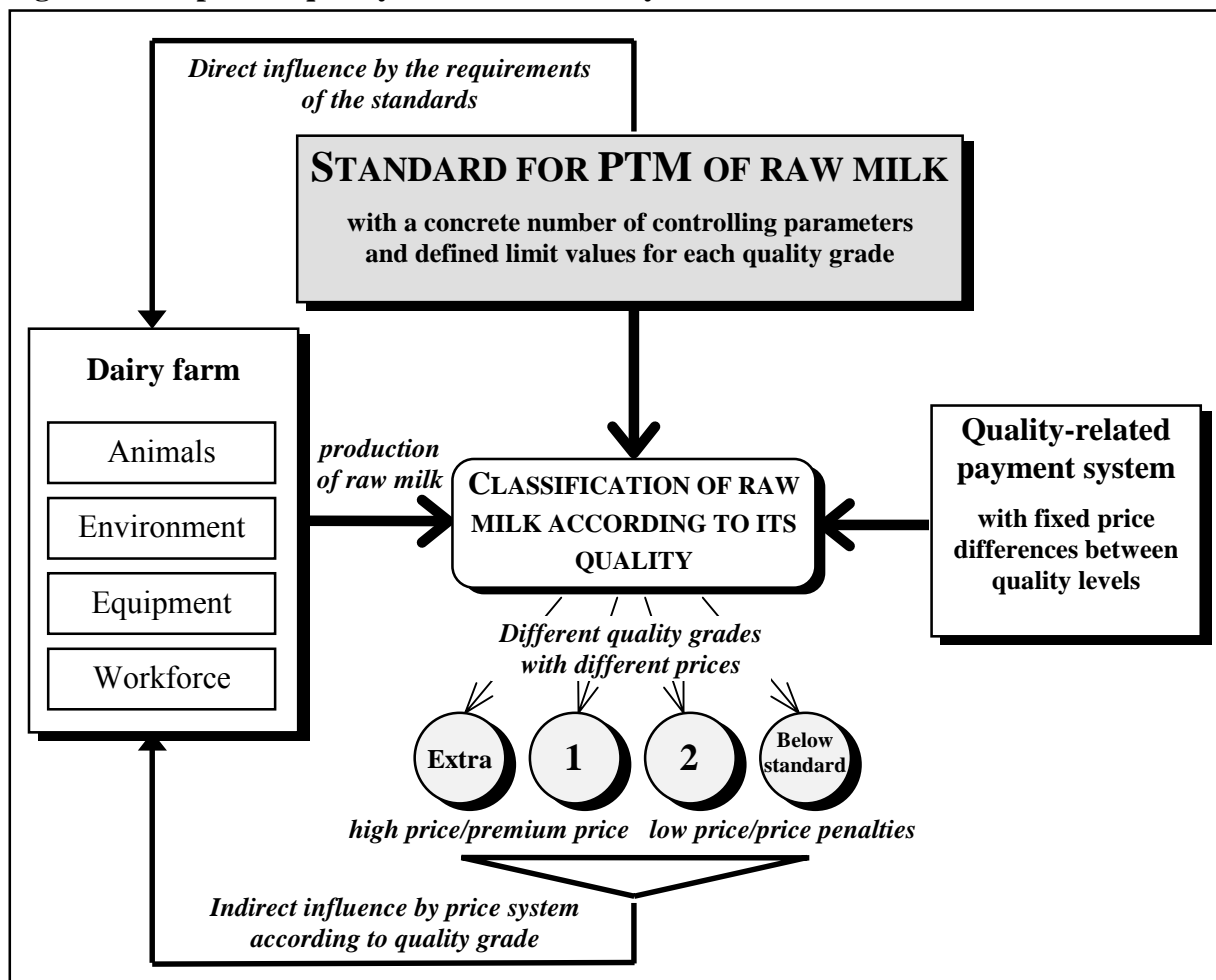 Direct influence by the requirements
of the standards
STANDARD FOR PTM OF RAW MILK
with a concrete number of controlling parameters
and defined limit values for each quality grade
Dairy farm
Animals
Environment
Equipment
Workforce
production
of raw milk
CLASSIFICATION OF RAW
MILK ACCORDING TO ITS
QUALITY
Quality-related
payment system
with fixed price
differences between
quality levels
Different quality grades
with different prices
Extra
1
2
Below
standard
high price/premium price
low price/price penalties
Indirect influence by price system
according to quality grade